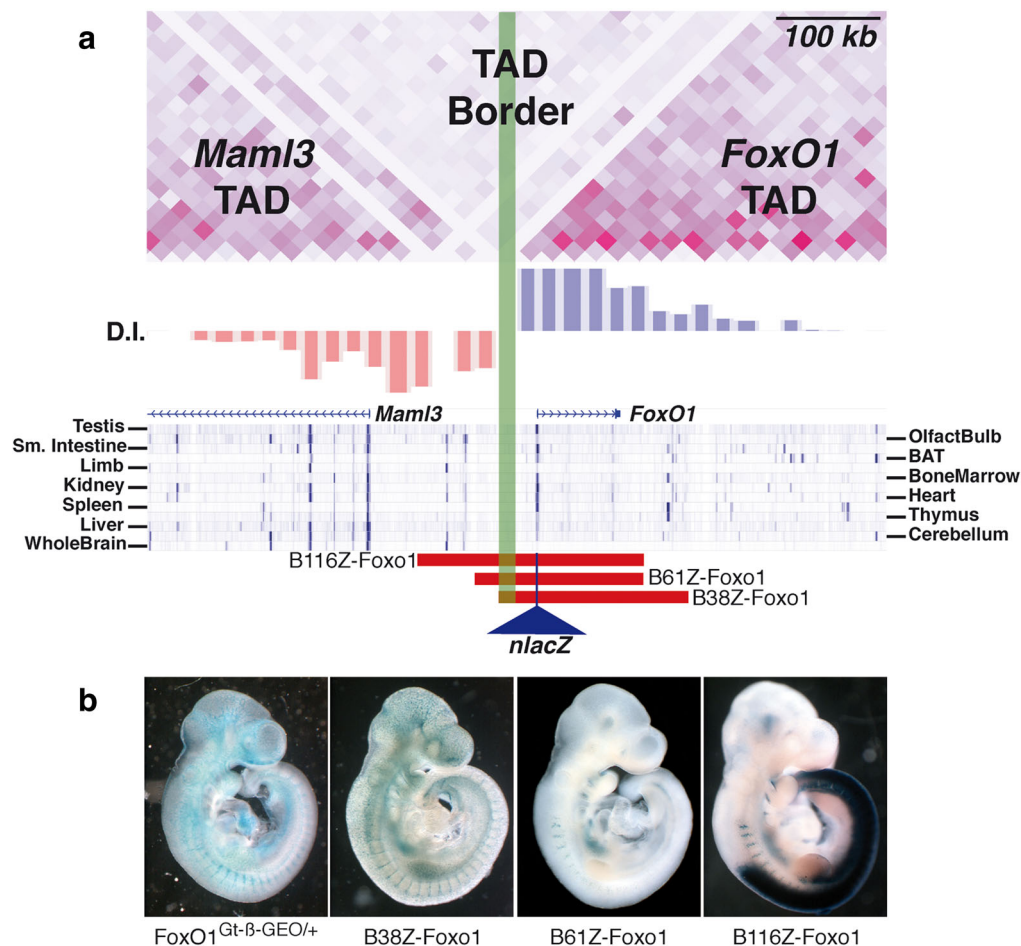 a
100 kb
TAD
Border
Maml3
TAD
FoxO1
TAD
D.I.
Maml3
FoxO1
Testis
Sm. Intestine
Limb
Kidney
Spleen
Liver
WholeBrain
OlfactBulb
BAT
BoneMarrow
Heart
Thymus
Cerebellum
B116Z-Foxo1
B61Z-Foxo1
B38Z-Foxo1
nlacZ
b
FoxO1Gt-ß-GEO/+
B38Z-Foxo1
B61Z-Foxo1
B116Z-Foxo1